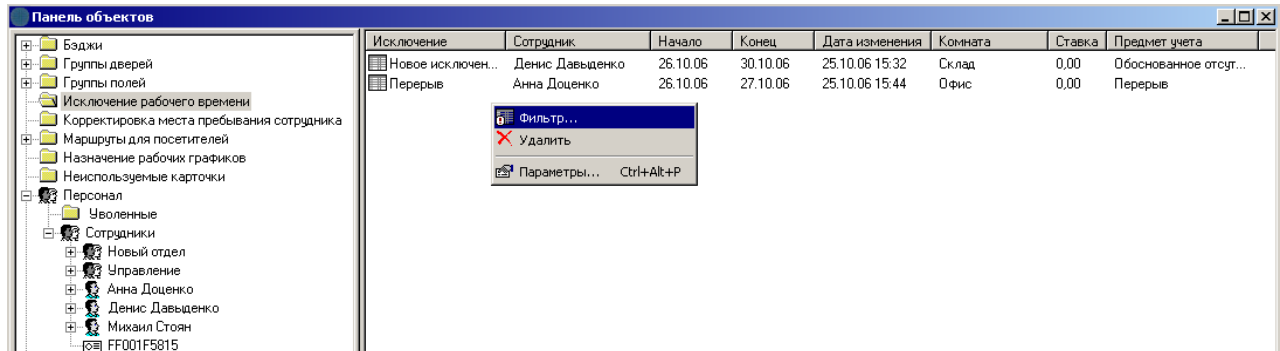 Панель объектов
Исключение Сотрудник Начало Конец Дата изменения Комната Ставка Предмет учета
Бэджи
Группы дверей
Группы полей
Исключение рабочего времени
Корректировка места пребывания сотрудника
Маршруты для посетителей
Назначение рабочих графиков
Неиспользуемые карточки
Персонал
Уволенные
Сотрудники
Новый отдел
Управление
Анна Доценко
Денис Давыденко
Михаил Стоян
FF001F5815
Новое исключен... Денис Давыденко 26.10.06 30.10.06 25.10.06 15:32 Склад 0,00 Обоснованное отсут...
Перерыв Анна Доценко 26.10.06 27.10.06 25.10.06 15:44 Офис 0,00 Перерыв
Фильтр...
Удалить
Параметры... Ctrl+Alt+P